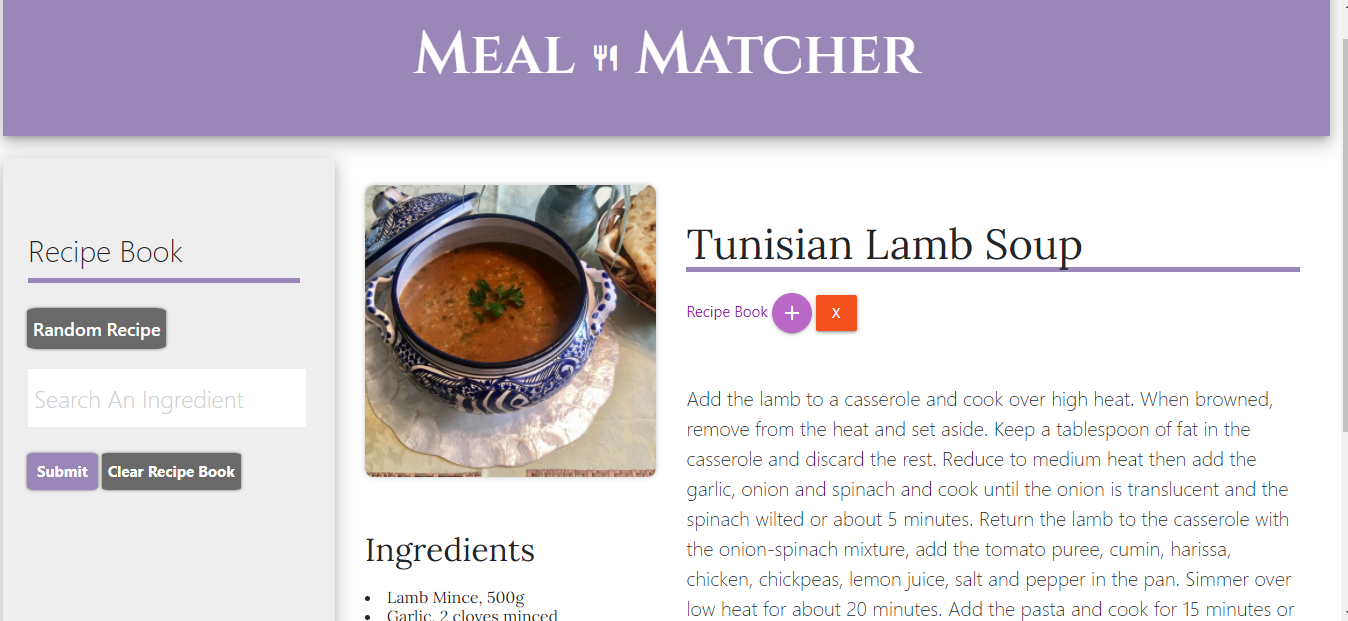 MEAL MATCHER
Recipe Book
Random Recipe
Search An Ingredient
Submit
Clear Recipe Book
Tunisian Lamb Soup
Recipe Book + X
Add the lamb to a casserole and cook over high heat. When browned,
remove from the heat and set aside. Keep a tablespoon of fat in the
casserole and discard the rest. Reduce to medium heat then add the
garlic, onion and spinach and cook until the onion is translucent and the
spinach wilted or about 5 minutes. Return the lamb to the casserole with
the onion-spinach mixture, add the tomato puree, cumin, harissa,
chicken, chickpeas, lemon juice, salt and pepper in the pan. Simmer over
low heat for about 20 minutes. Add the pasta and cook for 15 minutes or
Ingredients
• Lamb Mince, 500g
• Garlic, 2 cloves minced